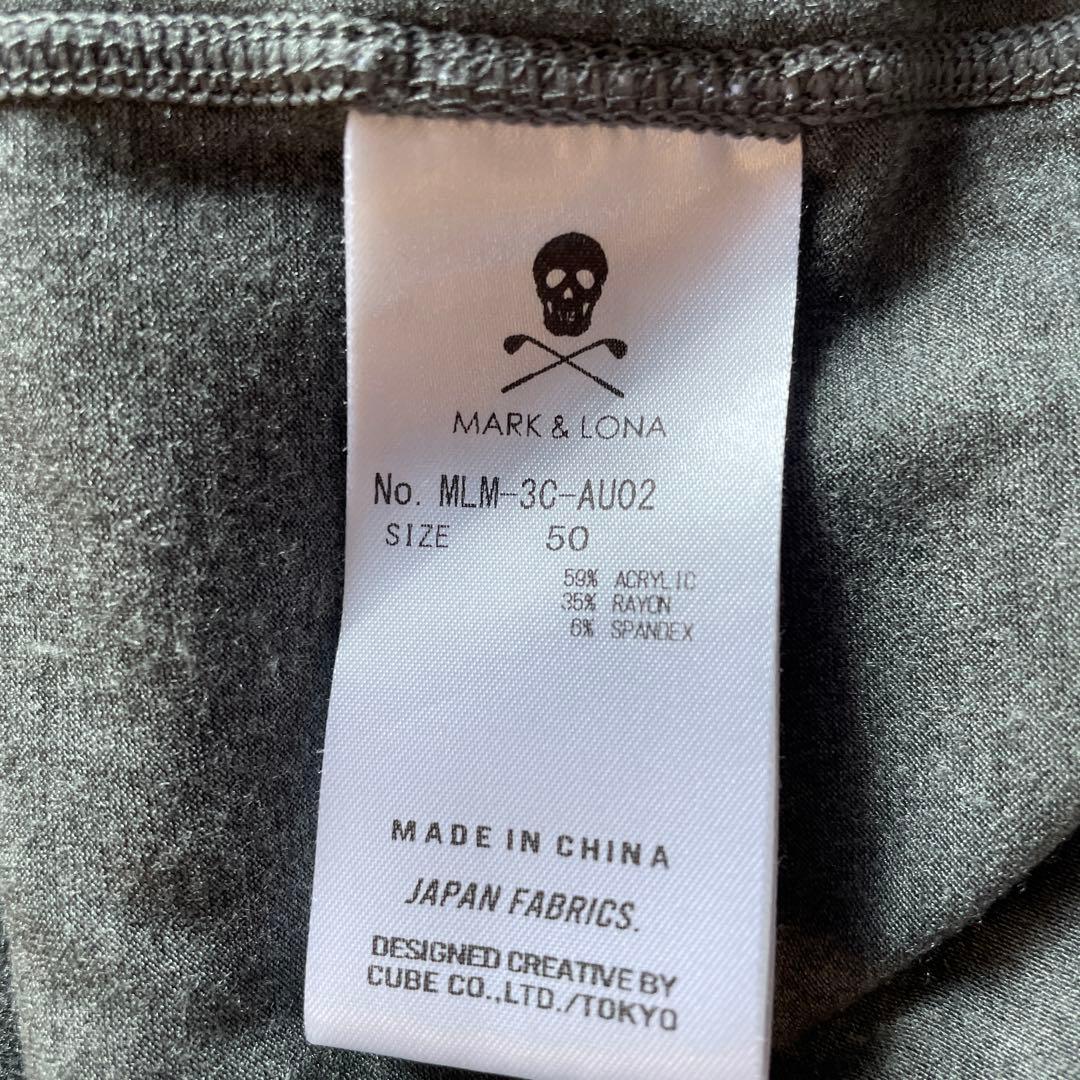 MARK & LONA
No. MLM-3C-AU02
SIZE 50
59% ACRYLIC
35% RAYON
6% SPANDEX
MADE IN CHINA
JAPAN FABRICS.
DESIGNED CREATIVE BY
CUBE CO.,LTD./TOKYO